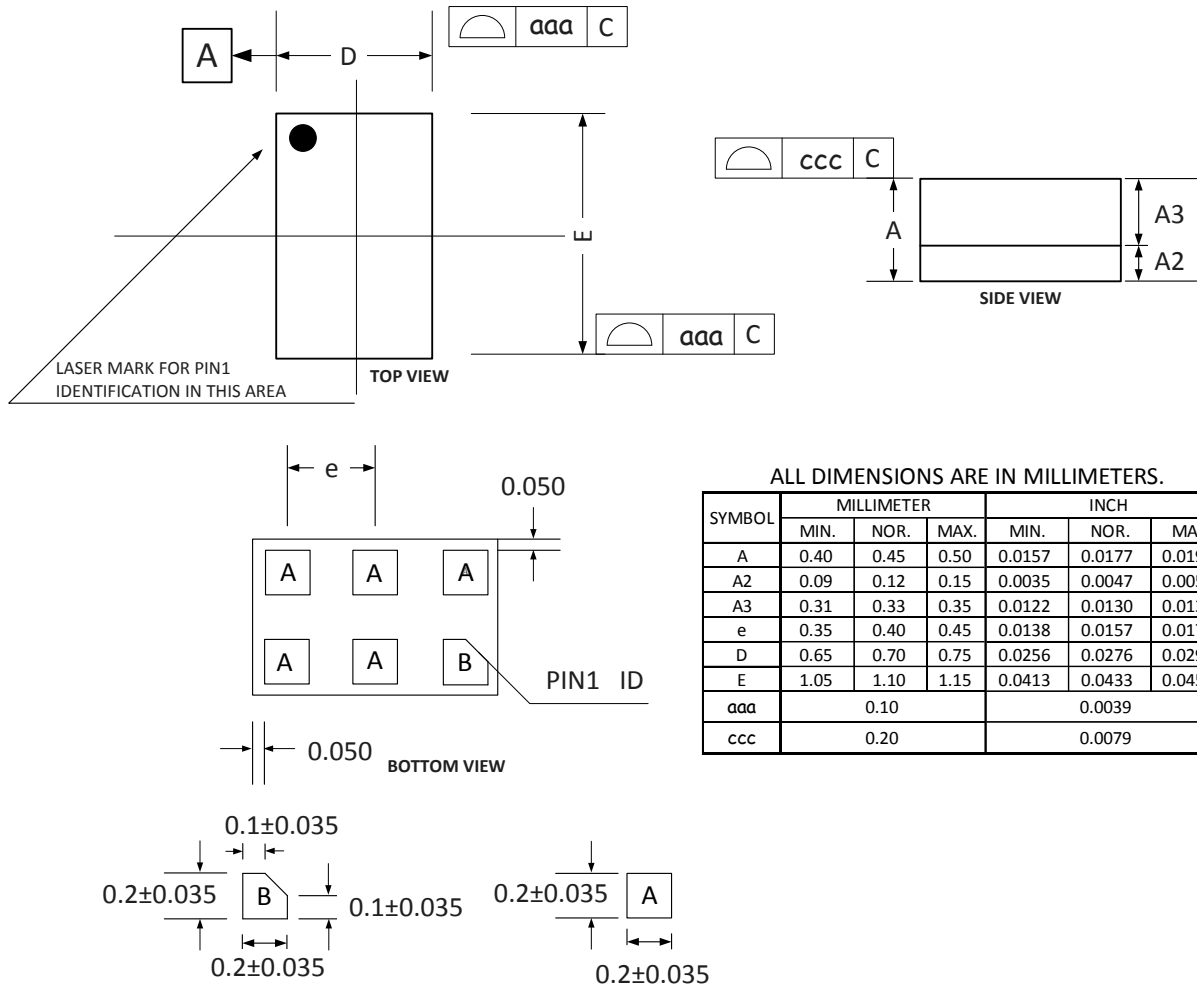 aaa C
A
D
ccc C
A3
A
E
A2
SIDE VIEW
aaa C
LASER MARK FOR PIN1
IDENTIFICATION IN THIS AREA
TOP VIEW
e
0.050
A A A
A A B
PIN1 ID
0.050
BOTTOM VIEW
ALL DIMENSIONS ARE IN MILLIMETERS.
SYMBOL MILLIMETER INCH
MIN. NOR. MAX. MIN. NOR.
A 0.40 0.45 0.50 0.0157 0.0177
A2 0.09 0.12 0.15 0.0035 0.0047
A3 0.31 0.33 0.35 0.0122 0.0130
e 0.35 0.40 0.45 0.0138 0.0157
D 0.65 0.70 0.75 0.0256 0.0276
E 1.05 1.10 1.15 0.0413 0.0433
aaa 0.10 0.0039
ccc 0.20 0.0079
0.1±0.035
0.2±0.035 B 0.1±0.035
0.2±0.035
0.2±0.035 A
0.2±0.035